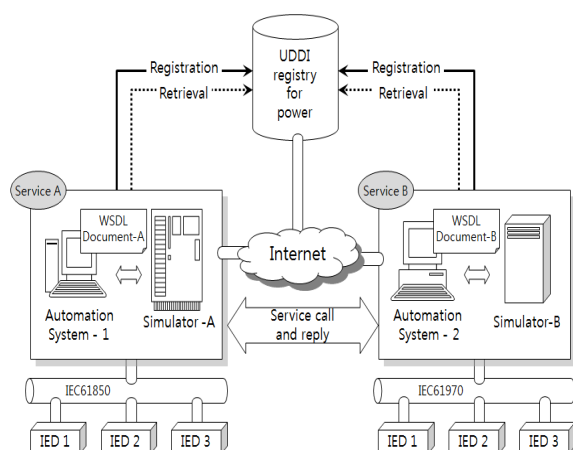 UDDI
registry
for
power
Registration
Retrieval
Registration
Retrieval
Service A
WSDL
Document-A
Automation
System - 1
Simulator -A
Internet
Service call
and reply
Service B
WSDL
Document-B
Automation
System - 2
Simulator-B
IEC61850
IED 1
IED 2
IED 3
IEC61970
IED 1
IED 2
IED 3